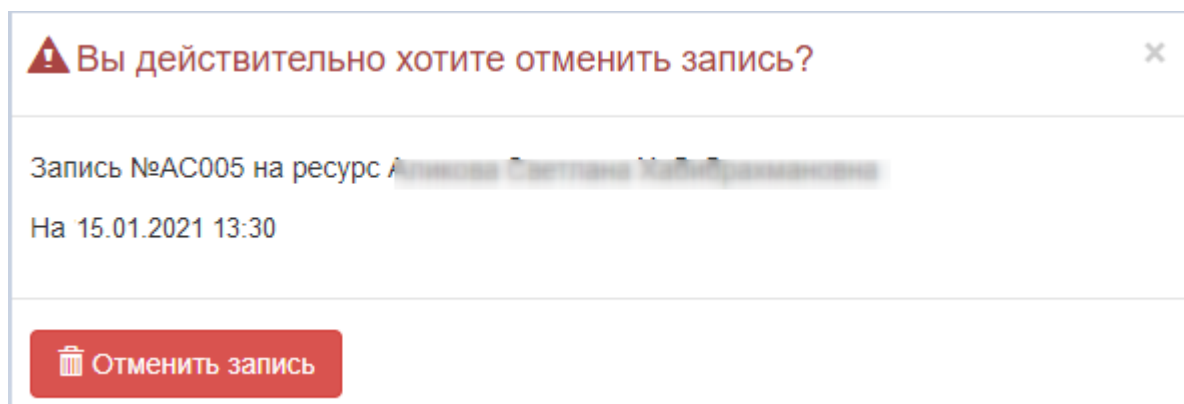 Вы действительно хотите отменить запись?
Запись №АС005 на ресурс
На 15.01.2021 13:30
Отменить запись